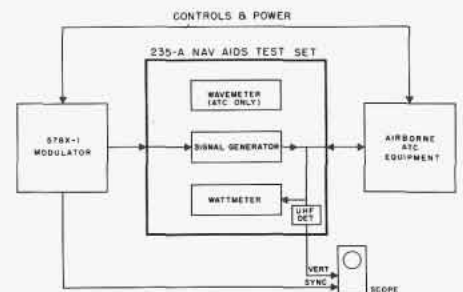 CONTROLS & POWER
235-A NAV AIDS TEST SET
WAVEMETER
(ATC ONLY)
578X-1
MODULATOR
SIGNAL GENERATOR
AIRBORNE
ATC
EQUIPMENT
WATTMETER
UHF
DET
VERT
SYNC
SCOPE